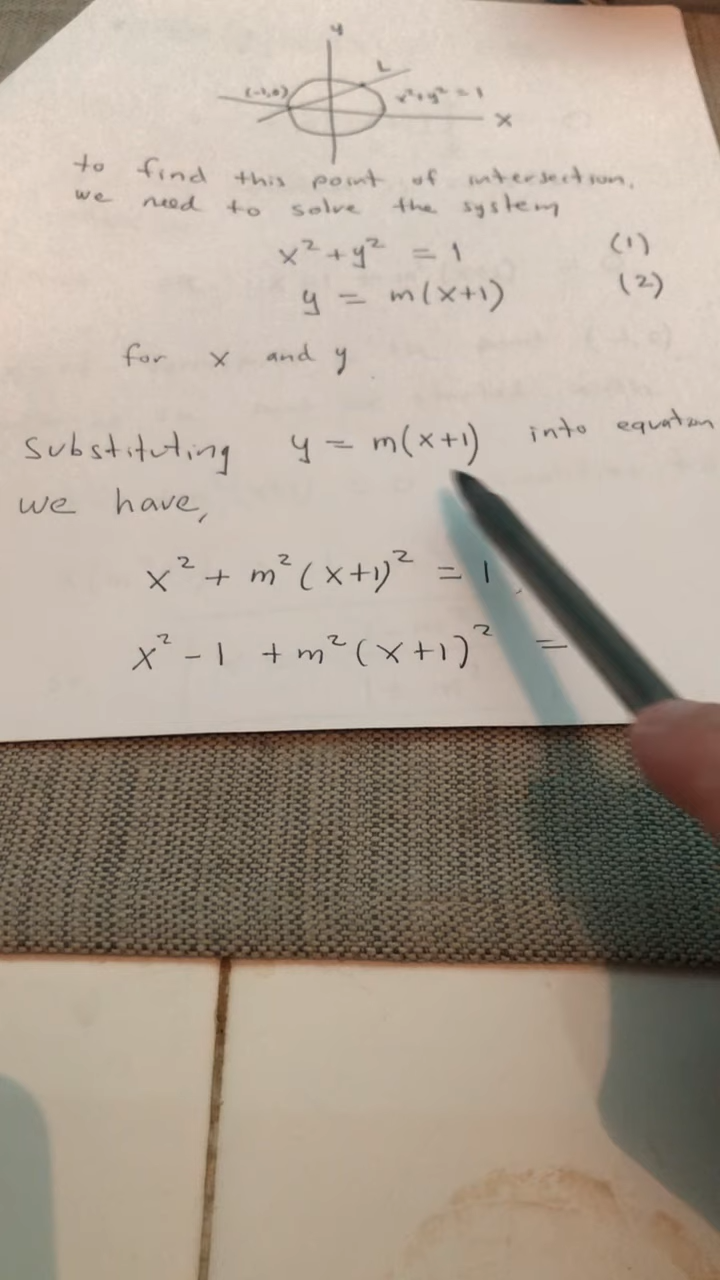 y
L
(-1,0)
x²+y² = 1
x
to find this point of intersection,
we need to solve the system
x² + y² = 1 (1)
y = m(x+1) (2)
for x and y
Substituting y = m(x+1) into equation
we have,
x² + m²(x+1)² = 1,
x² - 1 + m²(x+1)² =